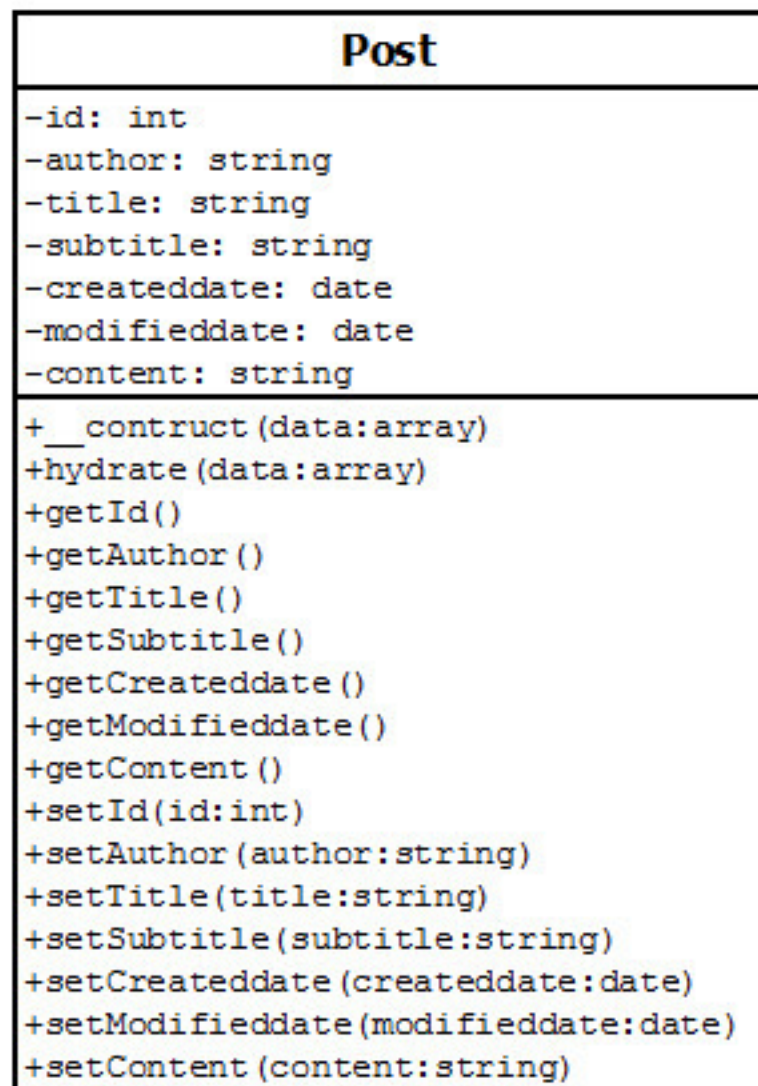 Post
-id: int
-author: string
-title: string
-subtitle: string
-createddate: date
-modifieddate: date
-content: string
+__contruct(data:array)
+hydrate(data:array)
+getId()
+getAuthor()
+getTitle()
+getSubtitle()
+getCreateddate()
+getModifieddate()
+getContent()
+setId(id:int)
+setAuthor(author:string)
+setTitle(title:string)
+setSubtitle(subtitle:string)
+setCreateddate(createddate:date)
+setModifieddate(modifieddate:date)
+setContent(content:string)